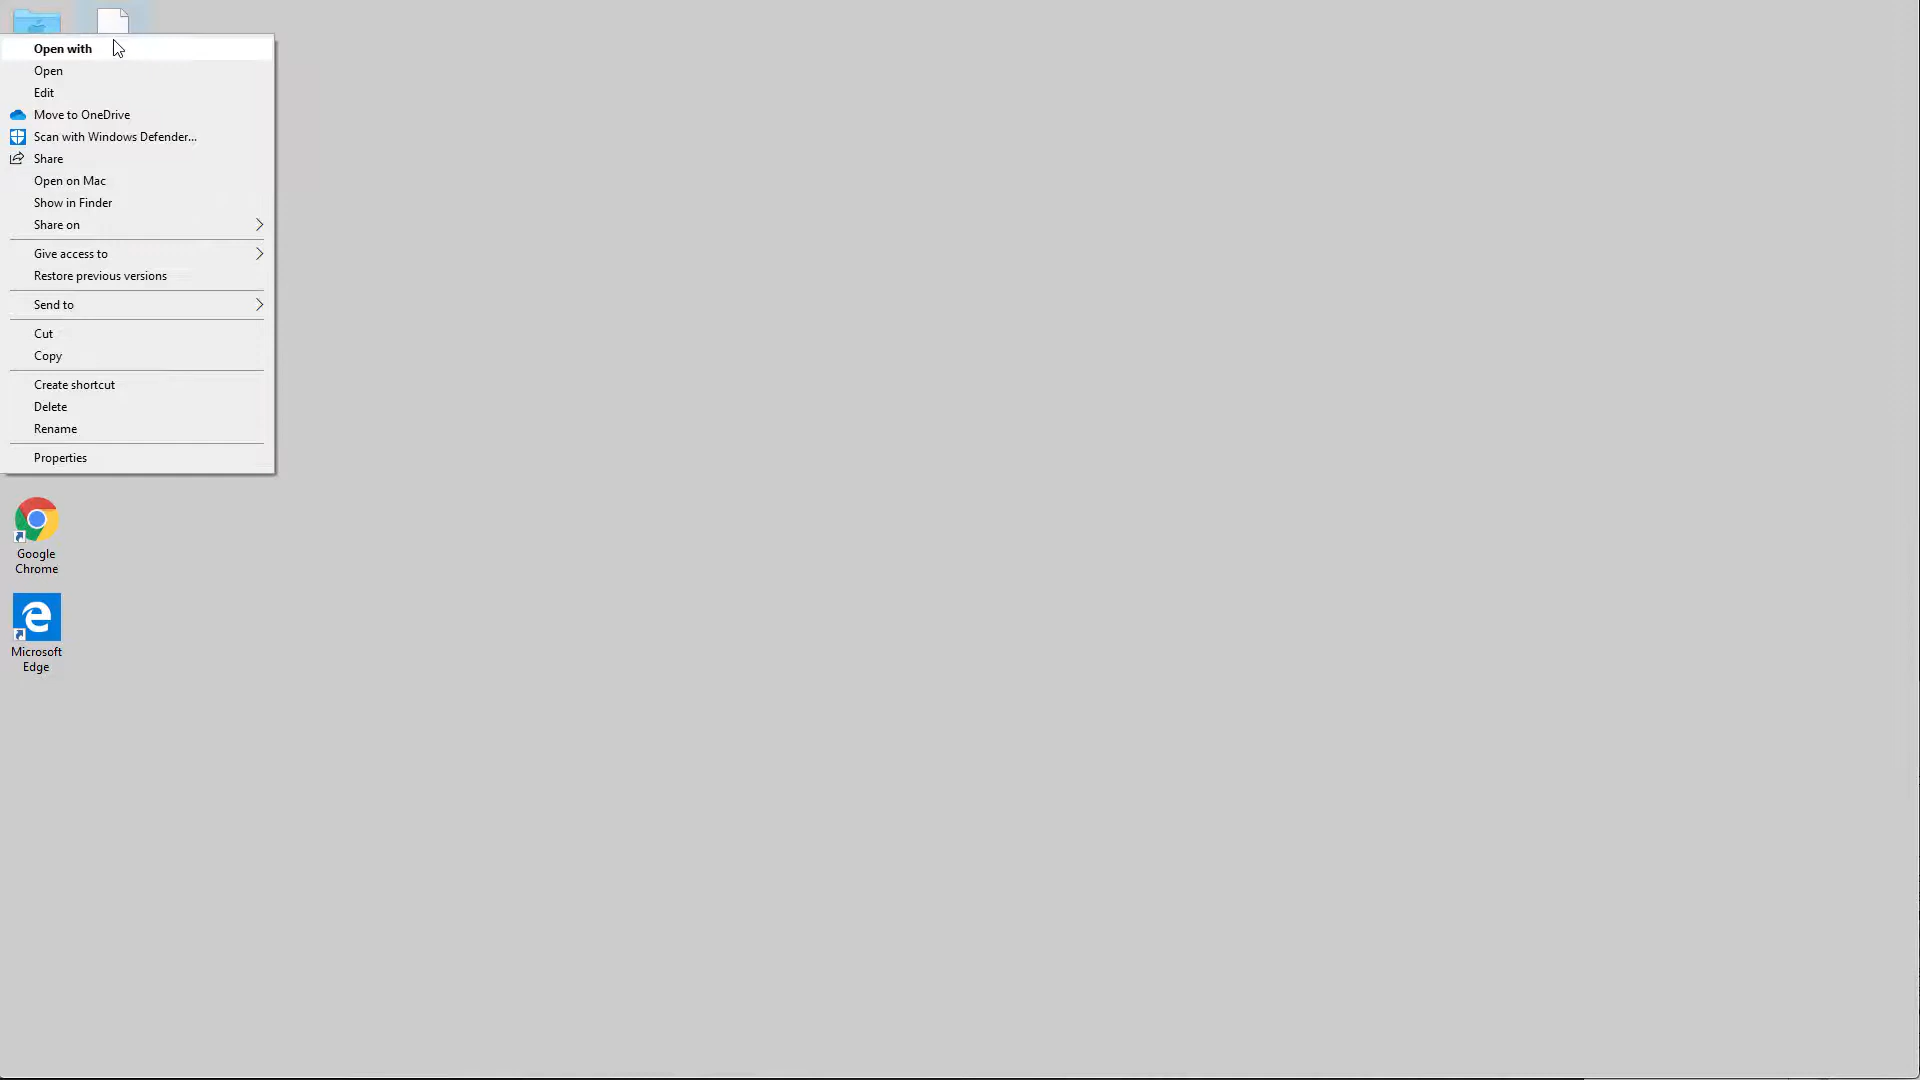 Open with
Open
Edit
Move to OneDrive
Scan with Windows Defender...
Share
Open on Mac
Show in Finder
Share on
Give access to
Restore previous versions
Send to
Cut
Copy
Create shortcut
Delete
Rename
Properties
Google
Chrome
Microsoft
Edge